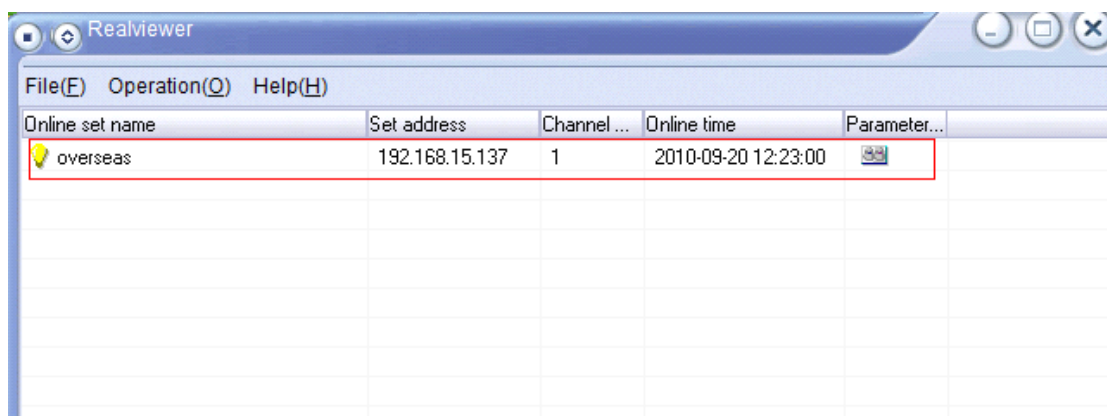 Realviewer
File(F) Operation(O) Help(H)
Online set name Set address Channel ... Online time Parameter...
overseas 192.168.15.137 1 2010-09-20 12:23:00